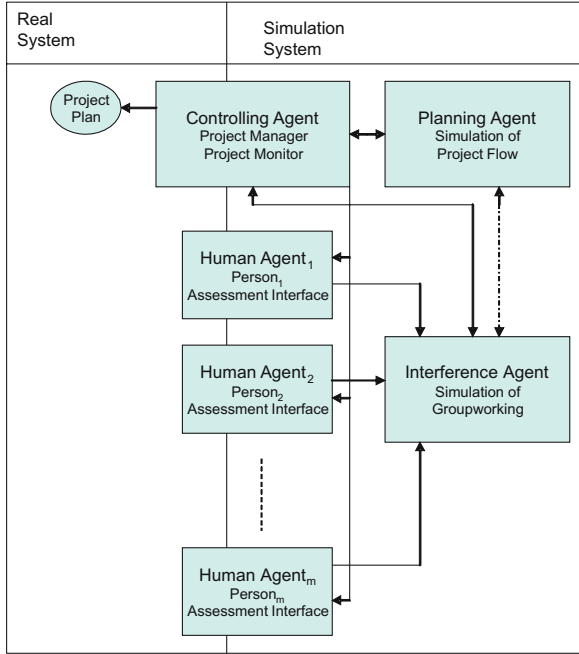 Real
System
Simulation
System
Project
Plan
Controlling Agent
Project Manager
Project Monitor
Planning Agent
Simulation of
Project Flow
Human Agent₁
Person₁
Assessment Interface
Human Agent₂
Person₂
Assessment Interface
Interference Agent
Simulation of
Groupworking
Human Agentₘ
Personₘ
Assessment Interface